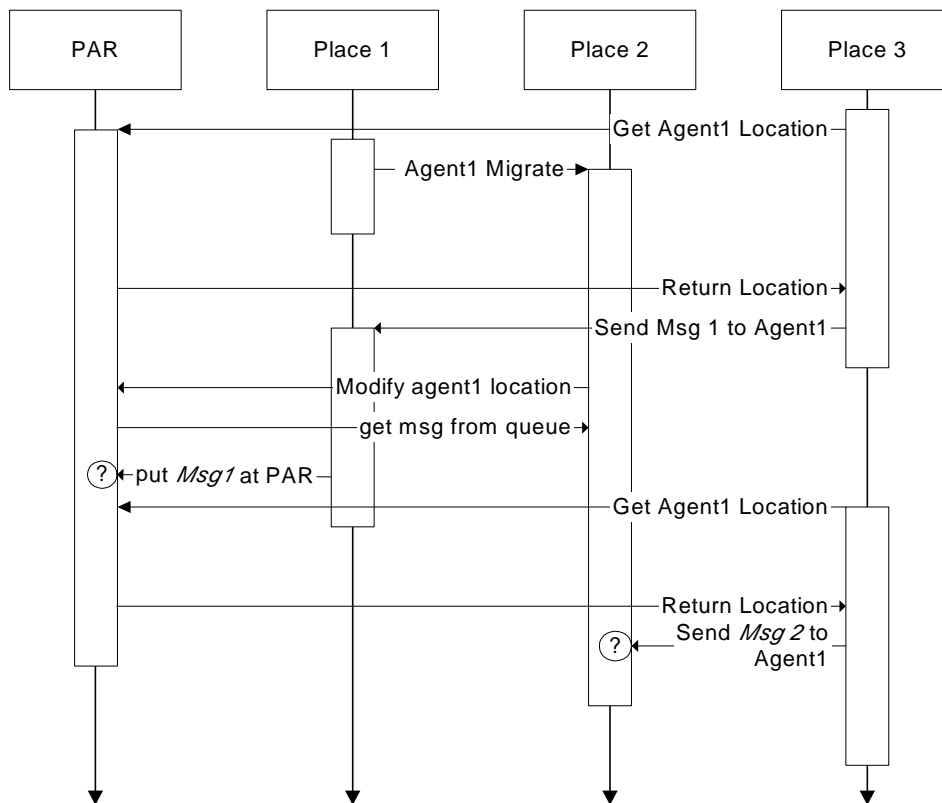 PAR
Place 1
Place 2
Place 3
Get Agent1 Location
Agent1 Migrate
Return Location
Send Msg 1 to Agent1
Modify agent1 location
get msg from queue
? put Msg1 at PAR
Get Agent1 Location
Return Location
? Send Msg 2 to
Agent1